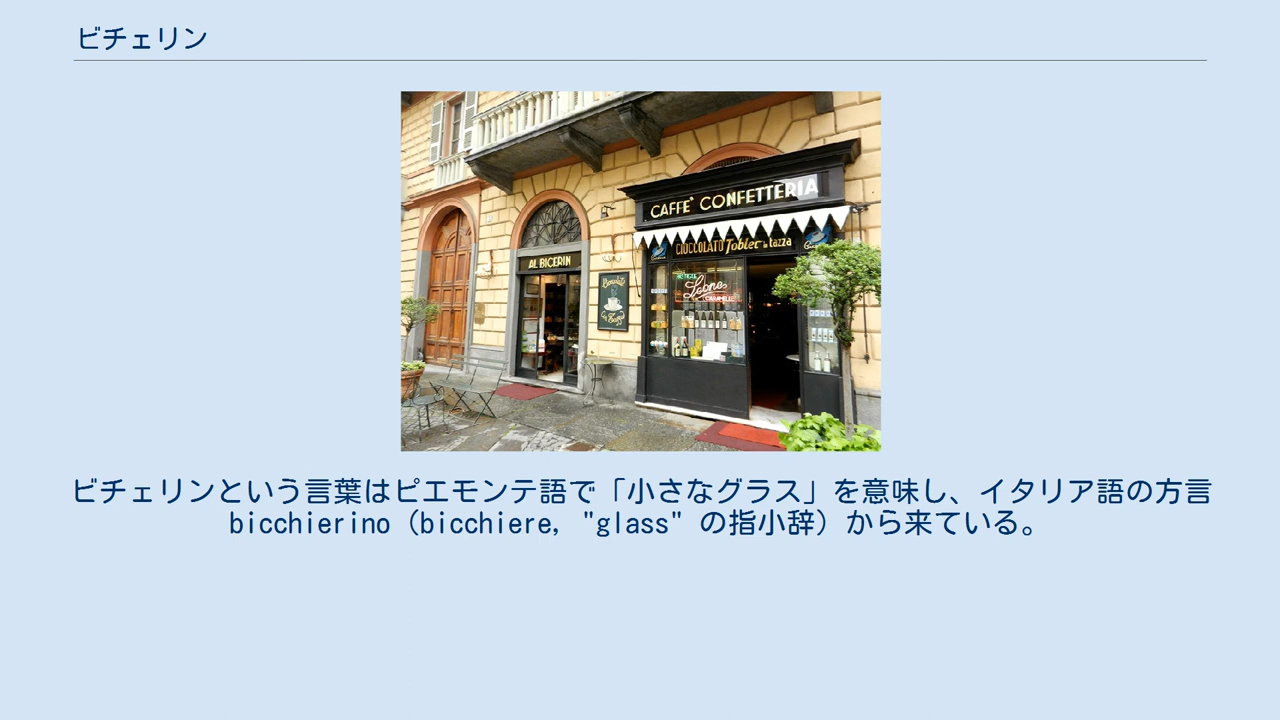 ビチェリン
CAFFE' CONFETTERIA
CIOCCOLATO Tobler in tazza
AL BICERIN
Leone
CARAMELLE
ビチェリンという言葉はピエモンテ語で「小さなグラス」を意味し、イタリア語の方言
bicchierino（bicchiere, "glass" の指小辞）から来ている。